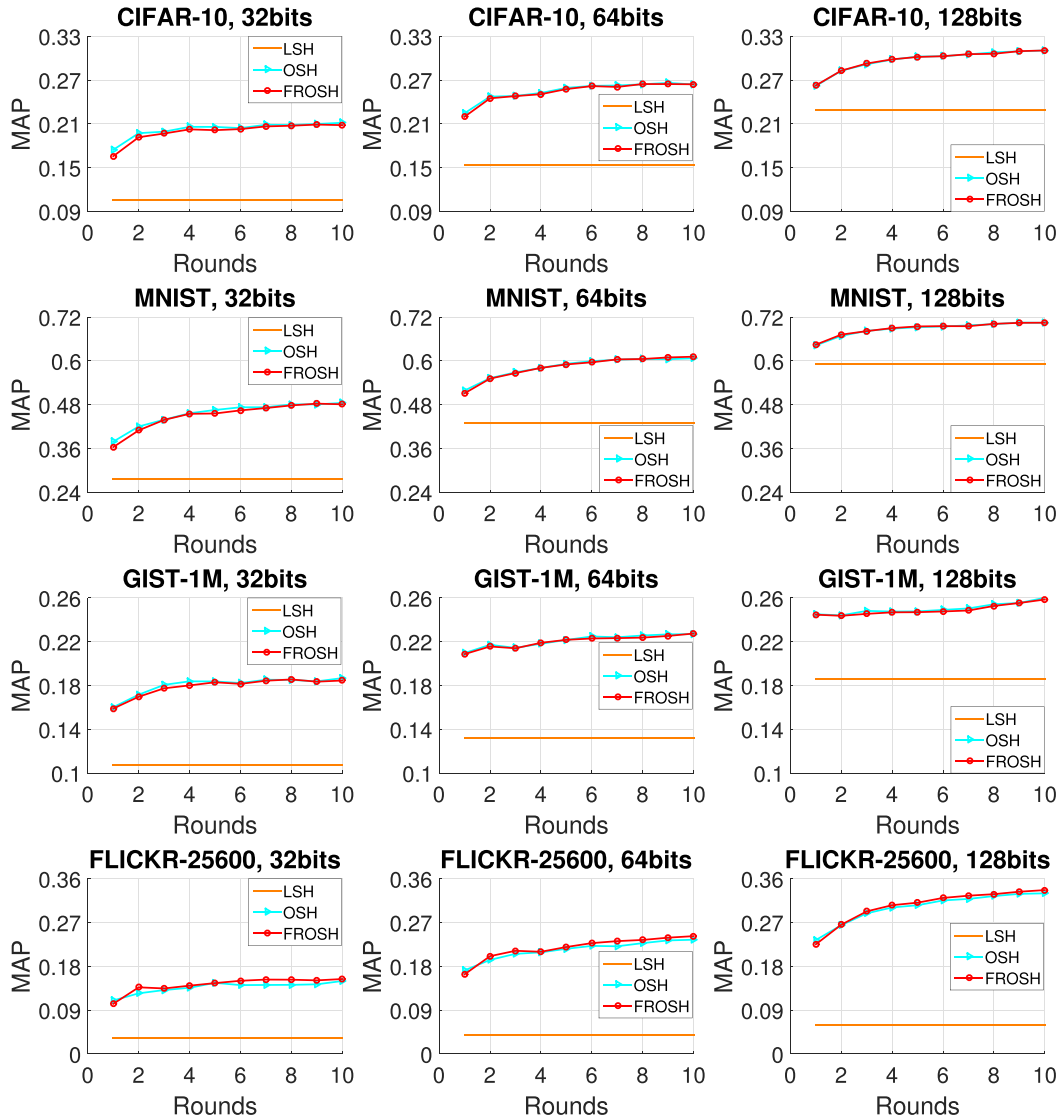 CIFAR-10, 32bits
MAP
0.33
0.27
0.21
0.15
0.09
LSH
OSH
FROSH
0 2 4 6 8 10
Rounds
CIFAR-10, 64bits
MAP
0.33
0.27
0.21
0.15
0.09
LSH
OSH
FROSH
0 2 4 6 8 10
Rounds
CIFAR-10, 128bits
MAP
0.33
0.27
0.21
0.15
0.09
LSH
OSH
FROSH
0 2 4 6 8 10
Rounds
MNIST, 32bits
MAP
0.72
0.6
0.48
0.36
0.24
LSH
OSH
FROSH
0 2 4 6 8 10
Rounds
MNIST, 64bits
MAP
0.72
0.6
0.48
0.36
0.24
LSH
OSH
FROSH
0 2 4 6 8 10
Rounds
MNIST, 128bits
MAP
0.72
0.6
0.48
0.36
0.24
LSH
OSH
FROSH
0 2 4 6 8 10
Rounds
GIST-1M, 32bits
MAP
0.26
0.22
0.18
0.14
0.1
LSH
OSH
FROSH
0 2 4 6 8 10
Rounds
GIST-1M, 64bits
MAP
0.26
0.22
0.18
0.14
0.1
LSH
OSH
FROSH
0 2 4 6 8 10
Rounds
GIST-1M, 128bits
MAP
0.26
0.22
0.18
0.14
0.1
LSH
OSH
FROSH
0 2 4 6 8 10
Rounds
FLICKR-25600, 32bits
MAP
0.36
0.27
0.18
0.09
0
LSH
OSH
FROSH
0 2 4 6 8 10
Rounds
FLICKR-25600, 64bits
MAP
0.36
0.27
0.18
0.09
0
LSH
OSH
FROSH
0 2 4 6 8 10
Rounds
FLICKR-25600, 128bits
MAP
0.36
0.27
0.18
0.09
0
LSH
OSH
FROSH
0 2 4 6 8 10
Rounds